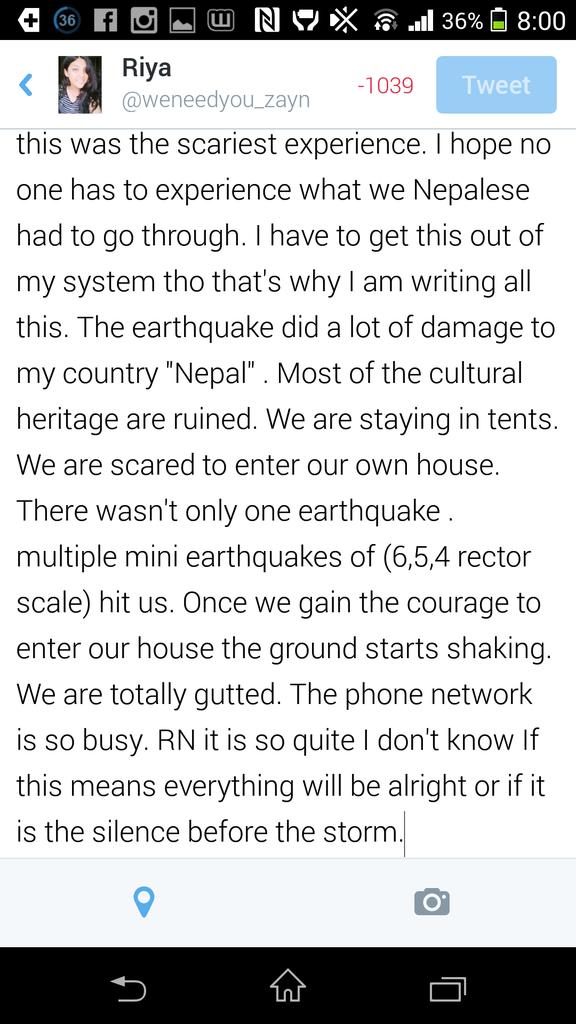 36 36% 8:00
Riya
@weneedyou_zayn -1039 Tweet
this was the scariest experience. I hope no
one has to experience what we Nepalese
had to go through. I have to get this out of
my system tho that's why I am writing all
this. The earthquake did a lot of damage to
my country "Nepal" . Most of the cultural
heritage are ruined. We are staying in tents.
We are scared to enter our own house.
There wasn't only one earthquake .
multiple mini earthquakes of (6,5,4 rector
scale) hit us. Once we gain the courage to
enter our house the ground starts shaking.
We are totally gutted. The phone network
is so busy. RN it is so quite I don't know If
this means everything will be alright or if it
is the silence before the storm.